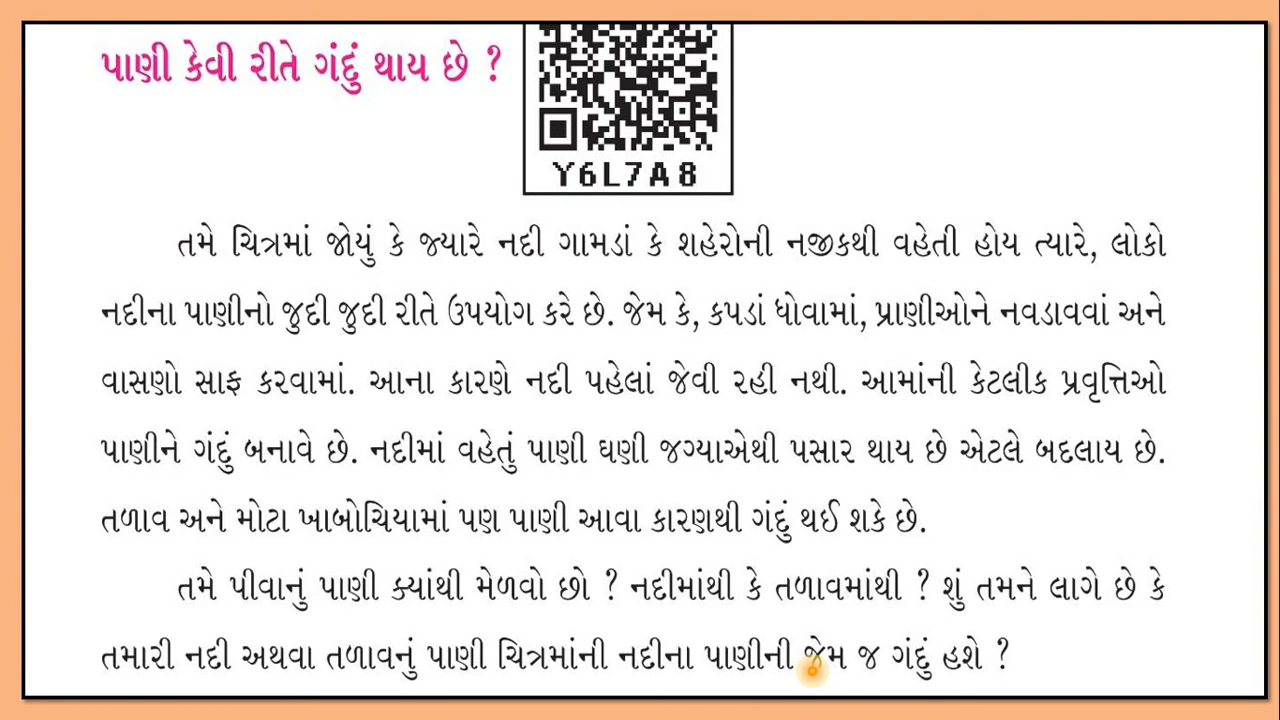 પાણી કેવી રીતે ગંદું થાય છે ?
Y6L7A8
તમે ચિત્રમાં જોયું કે જ્યારે નદી ગામડાં કે શહેરોની નજીકથી વહેતી હોય ત્યારે, લોકો
નદીના પાણીનો જુદી જુદી રીતે ઉપયોગ કરે છે. જેમ કે, કપડાં ધોવામાં, પ્રાણીઓને નવડાવવાં અને
વાસણો સાફ કરવામાં. આના કારણે નદી પહેલાં જેવી રહી નથી. આમાંની કેટલીક પ્રવૃત્તિઓ
પાણીને ગંદું બનાવે છે. નદીમાં વહેતું પાણી ઘણી જગ્યાએથી પસાર થાય છે એટલે બદલાય છે.
તળાવ અને મોટા ખાબોચિયામાં પણ પાણી આવા કારણથી ગંદું થઈ શકે છે.
તમે પીવાનું પાણી ક્યાંથી મેળવો છો ? નદીમાંથી કે તળાવમાંથી ? શું તમને લાગે છે કે
તમારી નદી અથવા તળાવનું પાણી ચિત્રમાંની નદીના પાણીની જેમ જ ગંદું હશે ?